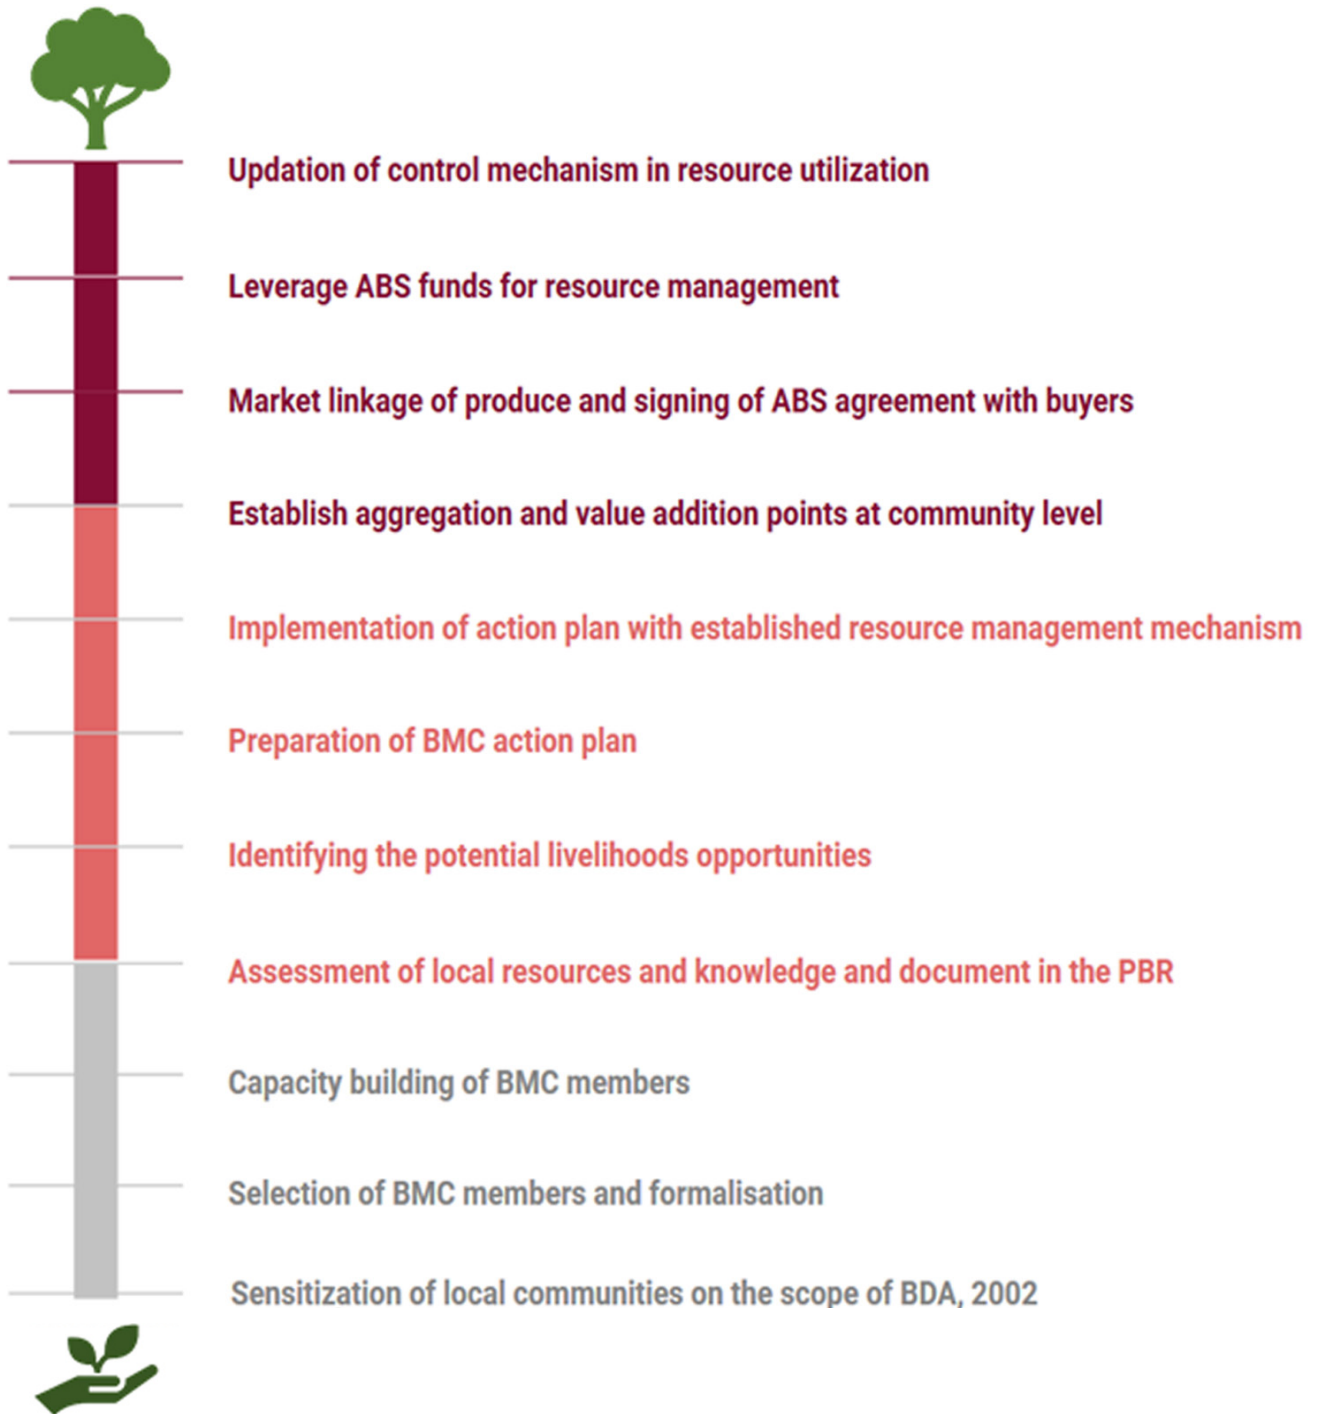 Updation of control mechanism in resource utilization
Leverage ABS funds for resource management
Market linkage of produce and signing of ABS agreement with buyers
Establish aggregation and value addition points at community level
Implementation of action plan with established resource management mechanism
Preparation of BMC action plan
Identifying the potential livelihoods opportunities
Assessment of local resources and knowledge and document in the PBR
Capacity building of BMC members
Selection of BMC members and formalisation
Sensitization of local communities on the scope of BDA, 2002